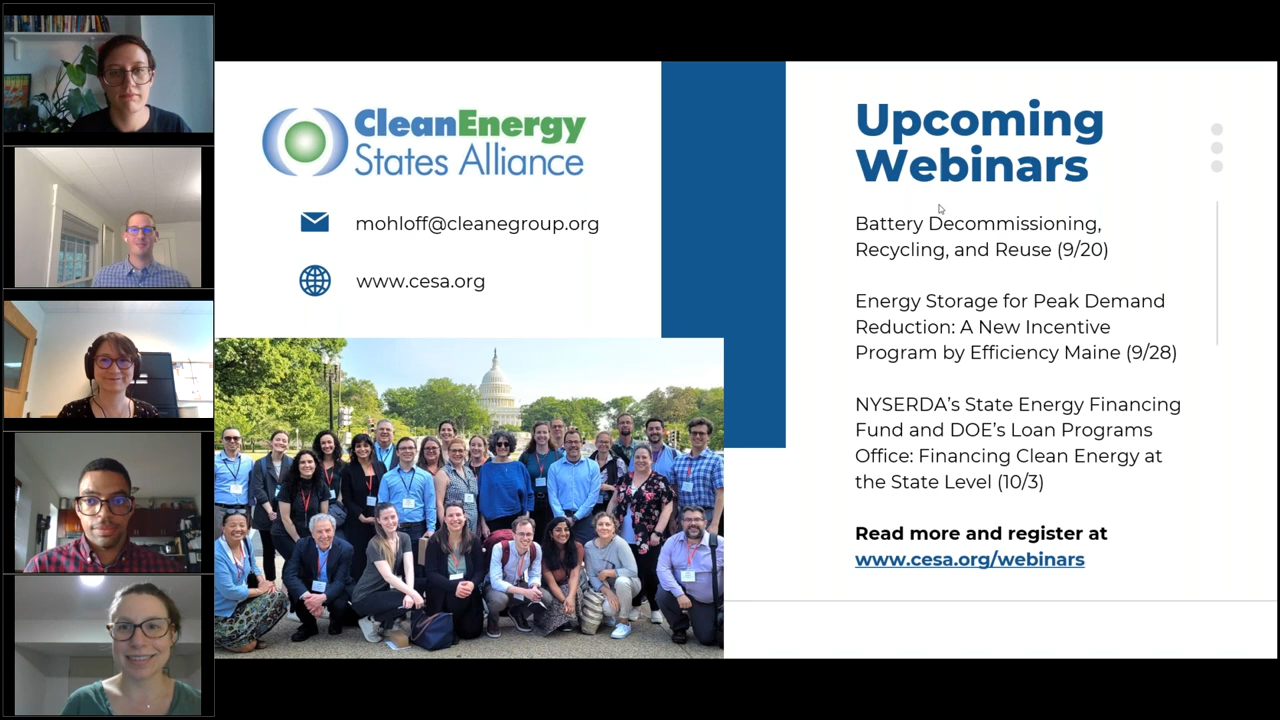 CleanEnergy
States Alliance
mohloff@cleanegroup.org
www.cesa.org
Upcoming
Webinars
Battery Decommissioning,
Recycling, and Reuse (9/20)
Energy Storage for Peak Demand
Reduction: A New Incentive
Program by Efficiency Maine (9/28)
NYSERDA’s State Energy Financing
Fund and DOE’s Loan Programs
Office: Financing Clean Energy at
the State Level (10/3)
Read more and register at
www.cesa.org/webinars